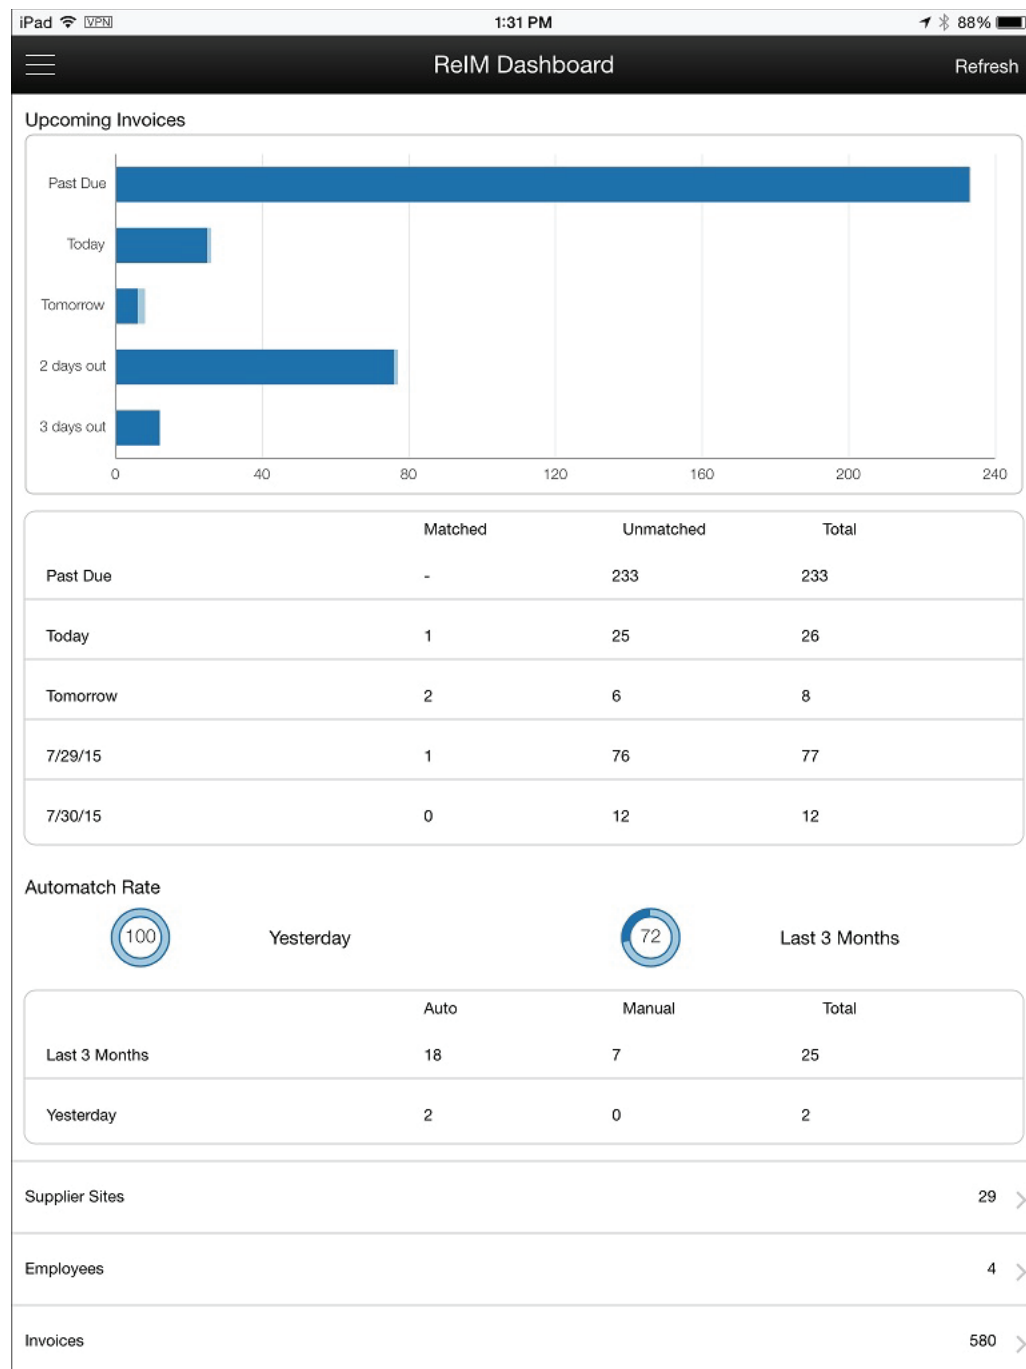 iPad VPN 1:31 PM 88%
ReIM Dashboard Refresh
Upcoming Invoices
Past Due
Today
Tomorrow
2 days out
3 days out
0 40 80 120 160 200 240
Matched Unmatched Total
Past Due - 233 233
Today 1 25 26
Tomorrow 2 6 8
7/29/15 1 76 77
7/30/15 0 12 12
Automatch Rate
100 Yesterday 72 Last 3 Months
Auto Manual Total
Last 3 Months 18 7 25
Yesterday 2 0 2
Supplier Sites 29
Employees 4
Invoices 580